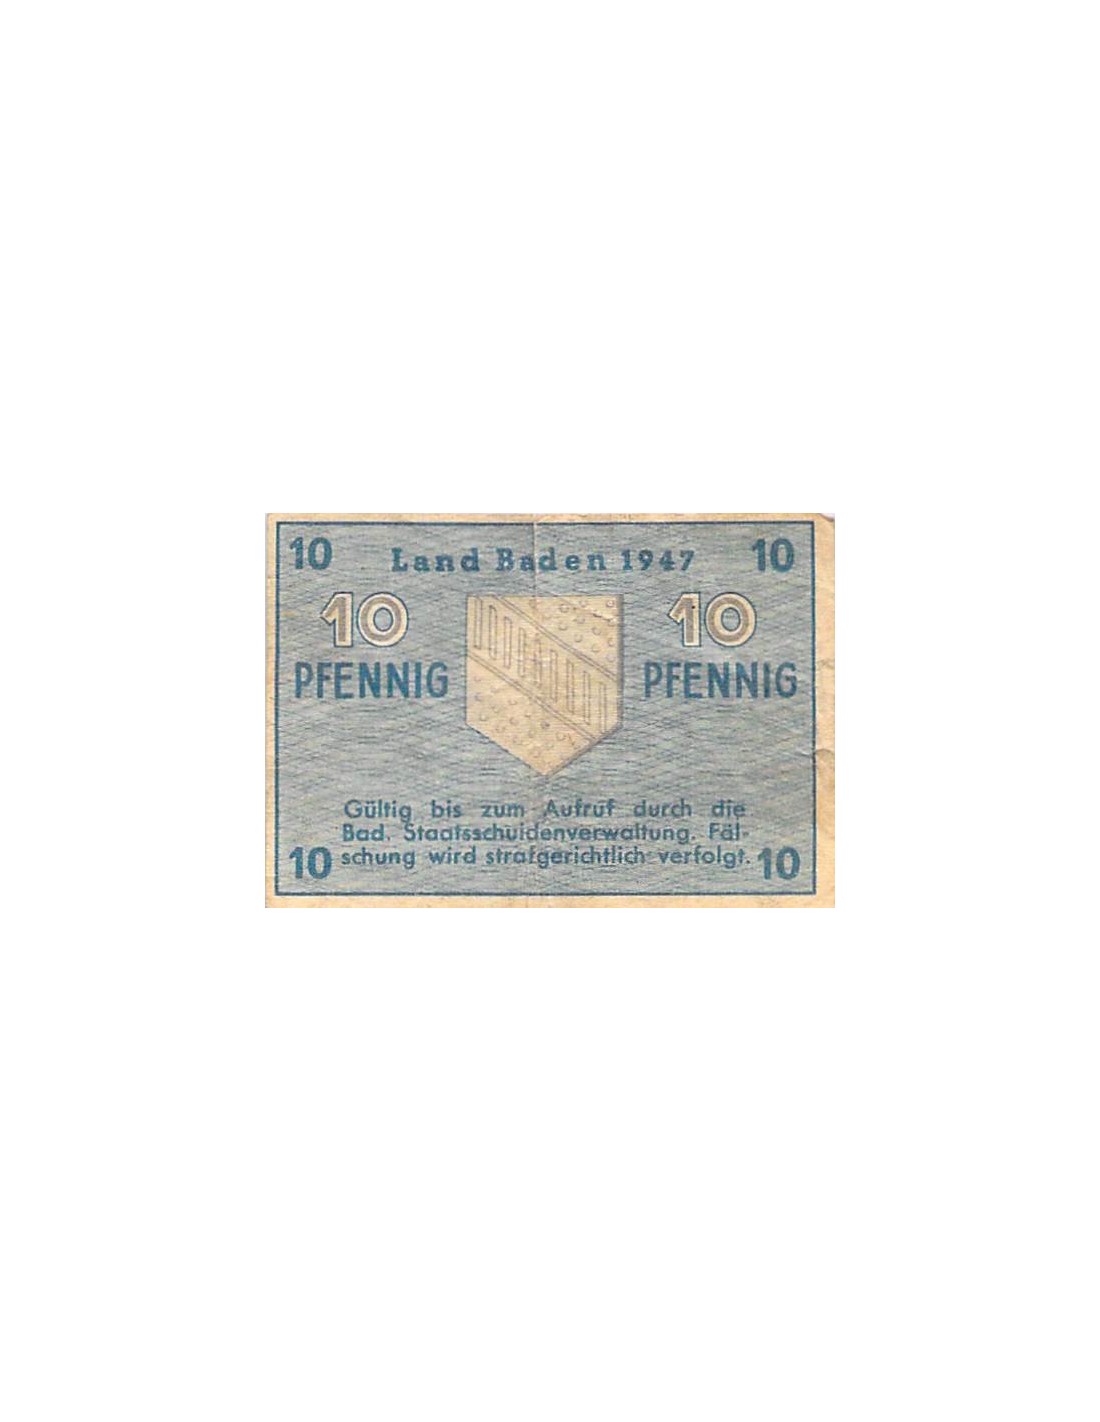 10 Land Baden 1947 10
10 10
PFENNIG PFENNIG
Gültig bis zum Aufruf durch die
Bad. Staatsschuldenverwaltung. Fäl-
10 schung wird strafgerichtlich verfolgt. 10